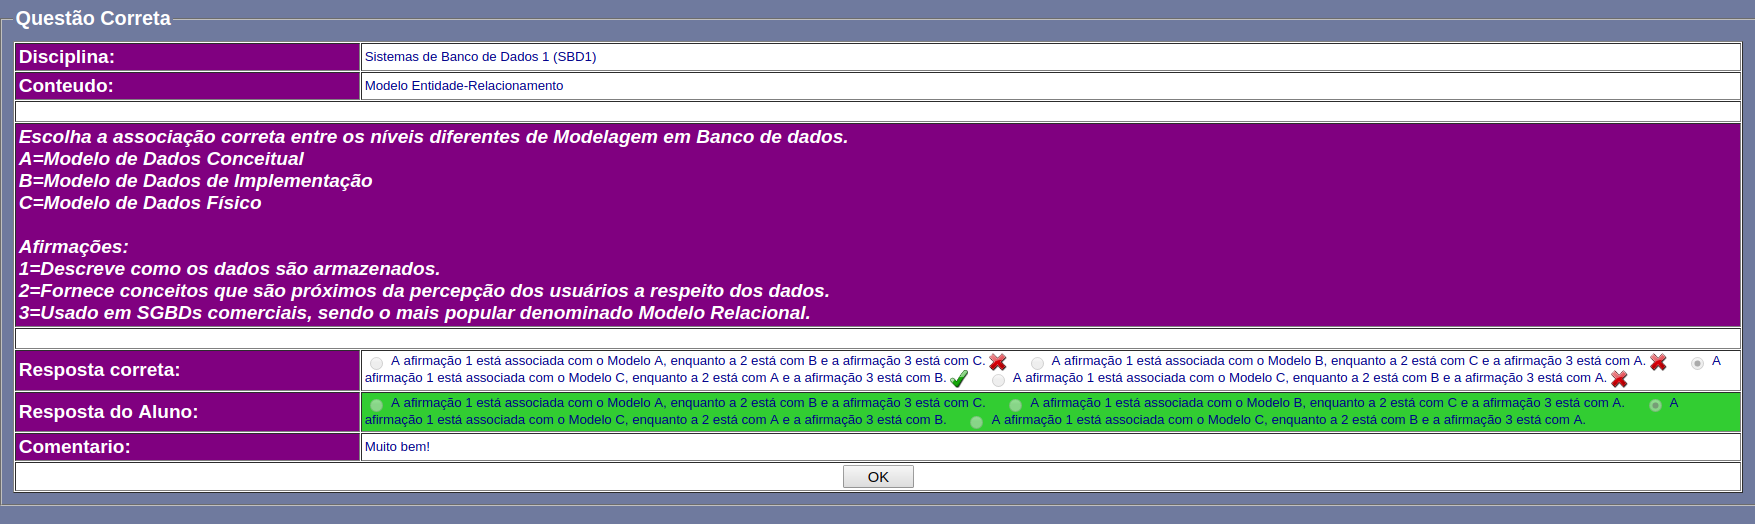 Questão Correta
Disciplina: Sistemas de Banco de Dados 1 (SBD1)
Conteudo: Modelo Entidade-Relacionamento
Escolha a associação correta entre os níveis diferentes de Modelagem em Banco de dados.
A=Modelo de Dados Conceitual
B=Modelo de Dados de Implementação
C=Modelo de Dados Físico
Afirmações:
1=Descreve como os dados são armazenados.
2=Fornece conceitos que são próximos da percepção dos usuários a respeito dos dados.
3=Usado em SGBDs comerciais, sendo o mais popular denominado Modelo Relacional.
Resposta correta:
A afirmação 1 está associada com o Modelo A, enquanto a 2 está com B e a afirmação 3 está com C. A afirmação 1 está associada com o Modelo B, enquanto a 2 está com C e a afirmação 3 está com A. A
afirmação 1 está associada com o Modelo C, enquanto a 2 está com A e a afirmação 3 está com B. A afirmação 1 está associada com o Modelo C, enquanto a 2 está com B e a afirmação 3 está com A.
Resposta do Aluno:
A afirmação 1 está associada com o Modelo A, enquanto a 2 está com B e a afirmação 3 está com C. A afirmação 1 está associada com o Modelo B, enquanto a 2 está com C e a afirmação 3 está com A. A
afirmação 1 está associada com o Modelo C, enquanto a 2 está com A e a afirmação 3 está com B. A afirmação 1 está associada com o Modelo C, enquanto a 2 está com B e a afirmação 3 está com A.
Comentario: Muito bem!
OK